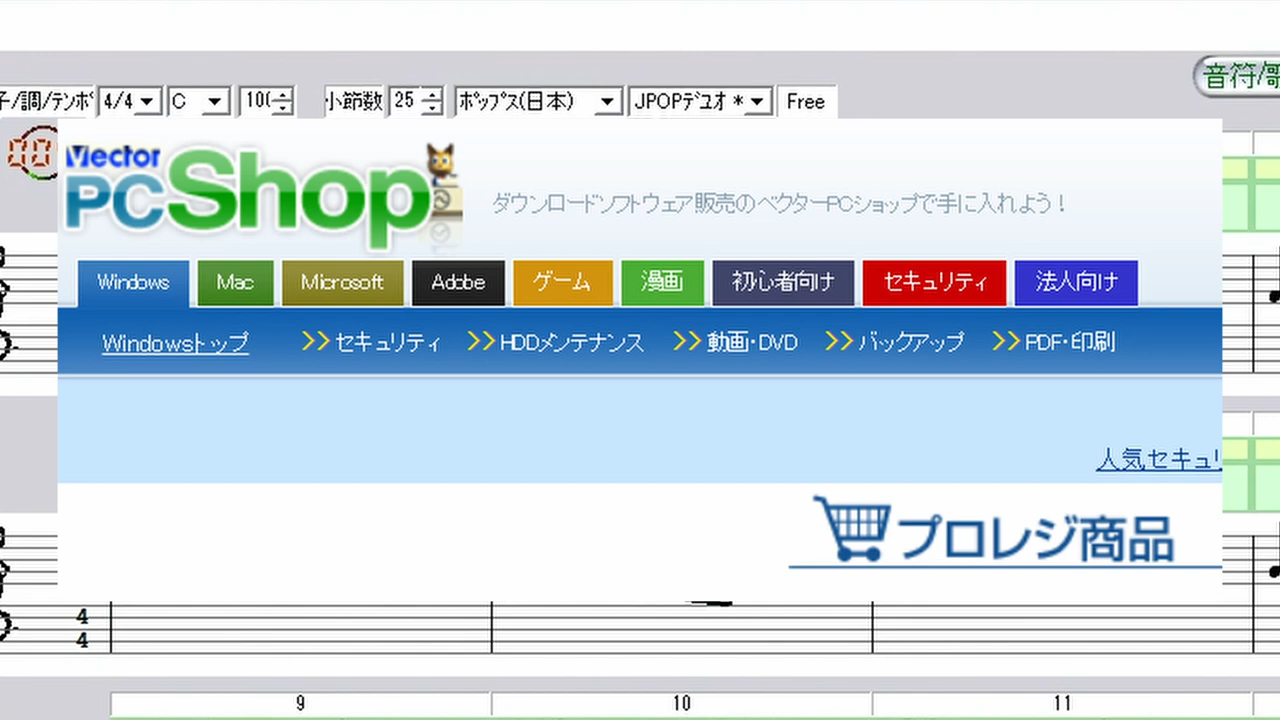 子/調/テンポ 4/4 C 100 小節数 25 ポップス(日本) JPOPデュオ * Free
音符/歌
Vector
PCShop
ダウンロードソフトウェア販売のベクターPCショップで手に入れよう!
Windows Mac Microsoft Adobe ゲーム 漫画 初心者向け セキュリティ 法人向け
Windowsトップ >>セキュリティ >>HDDメンテナンス >>動画・DVD >>バックアップ >>PDF・印刷
人気セキュリ
プロレジ商品
4
4
9 10 11